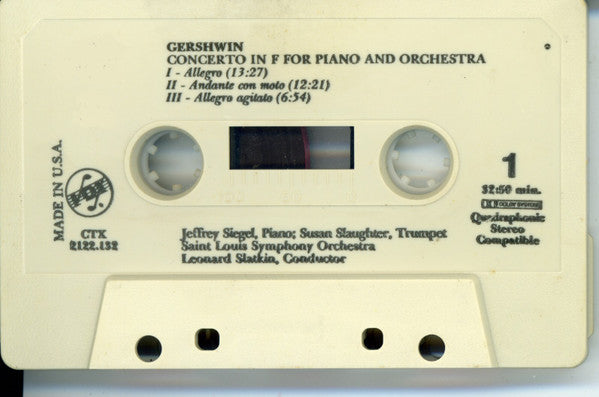 GERSHWIN
CONCERTO IN F FOR PIANO AND ORCHESTRA
I - Allegro (13:27)
II - Andante con moto (12:21)
III - Allegro agitato (6:54)
MADE IN U.S.A.
CTX
2122.132
1
32:50 min.
DOLBY SYSTEM
Quadraphonic
Stereo
Compatible
Jeffrey Siegel, Piano; Susan Slaughter, Trumpet
Saint Louis Symphony Orchestra
Leonard Slatkin, Conductor